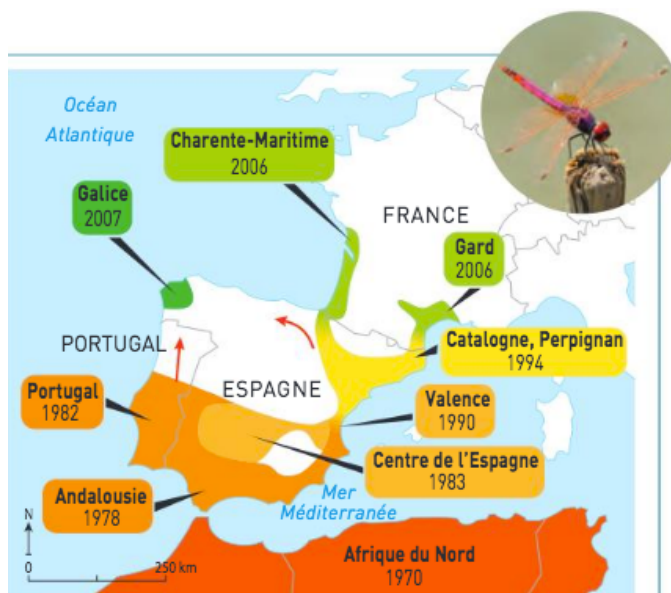 Océan
Atlantique
Charente-Maritime
2006
Galice
2007
FRANCE
Gard
2006
PORTUGAL
Catalogne, Perpignan
1994
ESPAGNE
Portugal
1982
Valence
1990
Centre de l'Espagne
1983
Andalousie
1978
Mer
Méditerranée
N
0
250 km
Afrique du Nord
1970